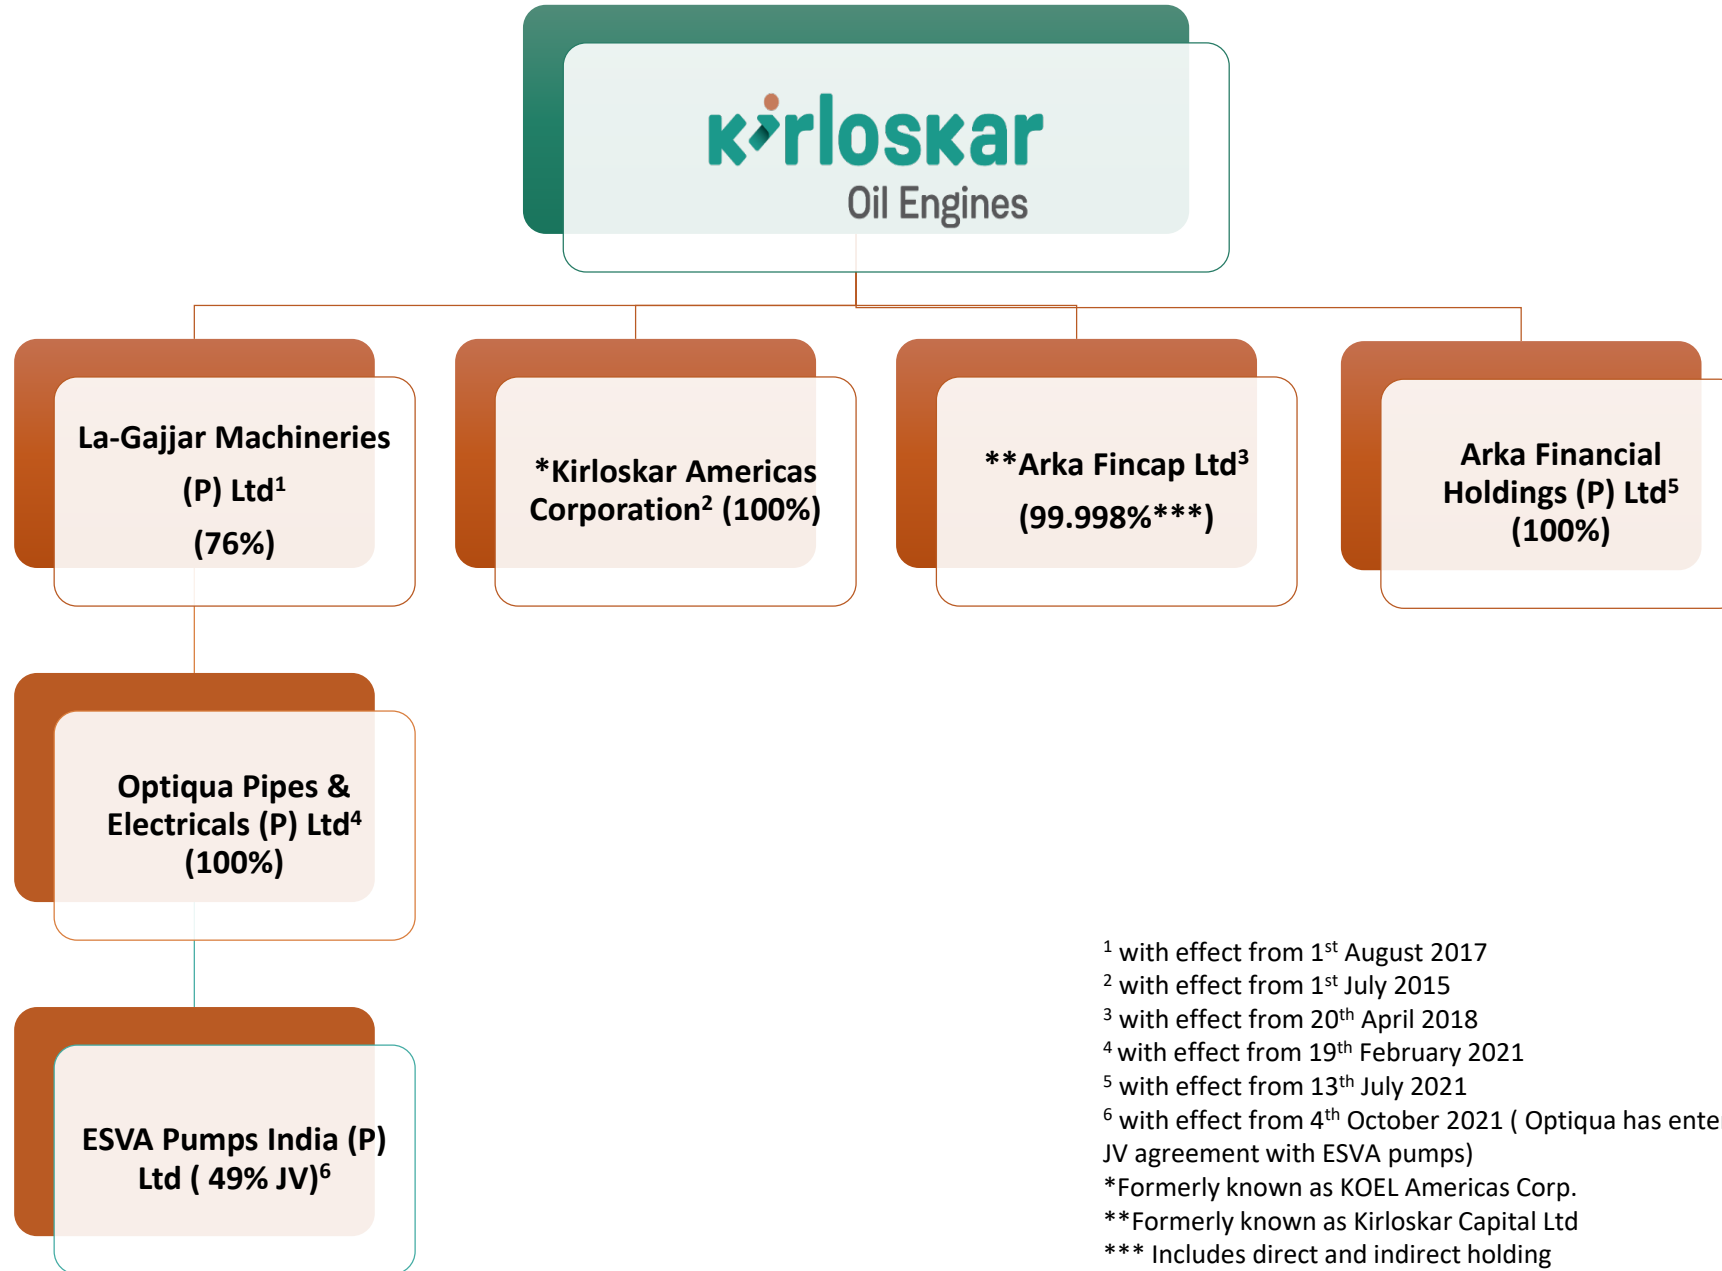 kirloskar
Oil Engines
La-Gajjar Machineries
(P) Ltd¹
(76%)
*Kirloskar Americas
Corporation² (100%)
**Arka Fincap Ltd³
(99.998%***)
Arka Financial
Holdings (P) Ltd⁵
(100%)
Optiqua Pipes &
Electricals (P) Ltd⁴
(100%)
ESVA Pumps India (P)
Ltd ( 49% JV)⁶
¹ with effect from 1ˢᵗ August 2017
² with effect from 1ˢᵗ July 2015
³ with effect from 20ᵗʰ April 2018
⁴ with effect from 19ᵗʰ February 2021
⁵ with effect from 13ᵗʰ July 2021
⁶ with effect from 4ᵗʰ October 2021 ( Optiqua has enter
JV agreement with ESVA pumps)
*Formerly known as KOEL Americas Corp.
**Formerly known as Kirloskar Capital Ltd
*** Includes direct and indirect holding